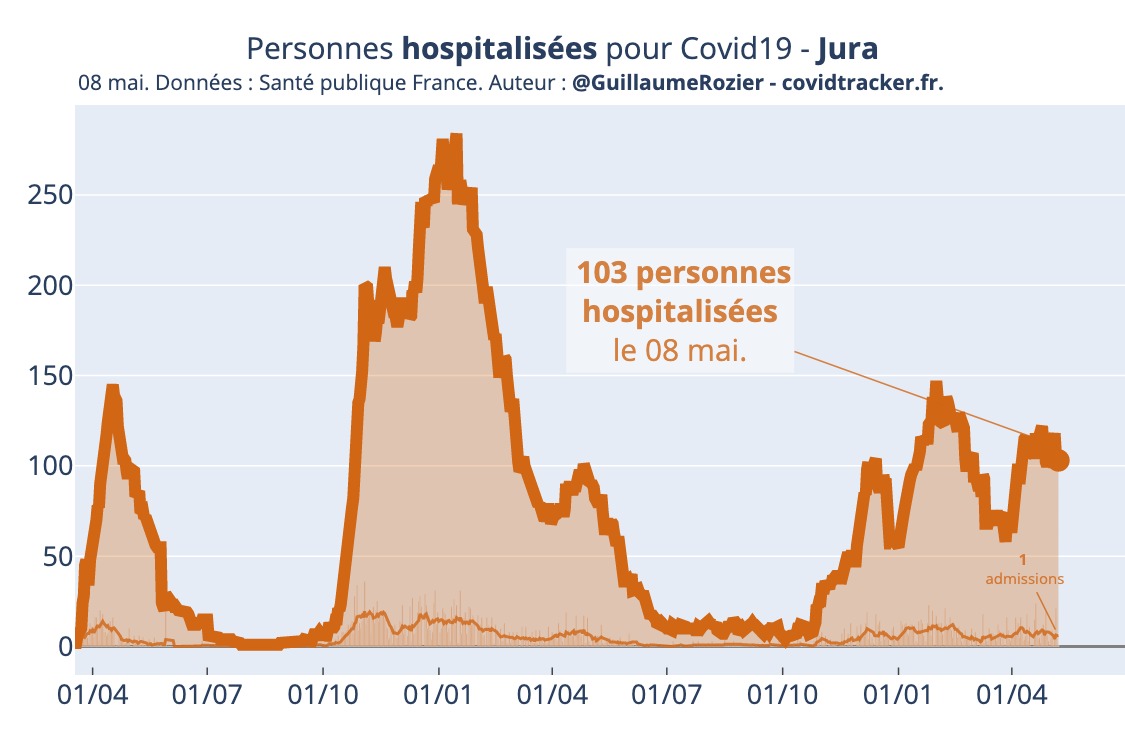 Personnes hospitalisées pour Covid19 - Jura
08 mai. Données : Santé publique France. Auteur : @GuillaumeRozier - covidtracker.fr.
250
200
150
100
50
0
103 personnes
hospitalisées
le 08 mai.
1
admissions
01/04 01/07 01/10 01/01 01/04 01/07 01/10 01/01 01/04